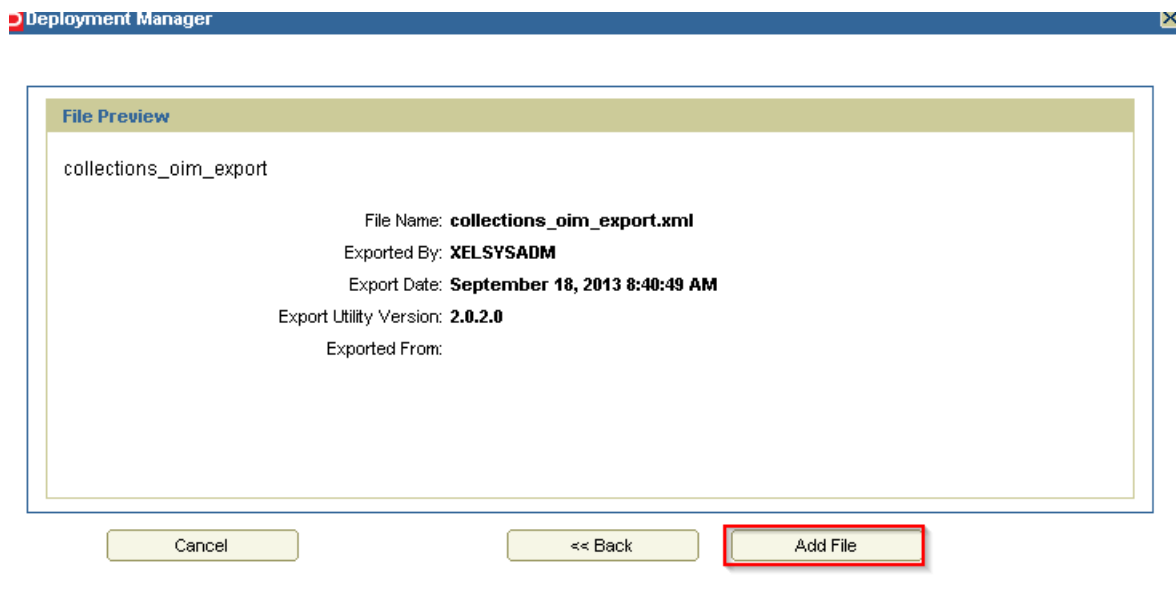 Deployment Manager
File Preview
collections_oim_export
File Name: collections_oim_export.xml
Exported By: XELSYSADM
Export Date: September 18, 2013 8:40:49 AM
Export Utility Version: 2.0.2.0
Exported From:
Cancel << Back Add File